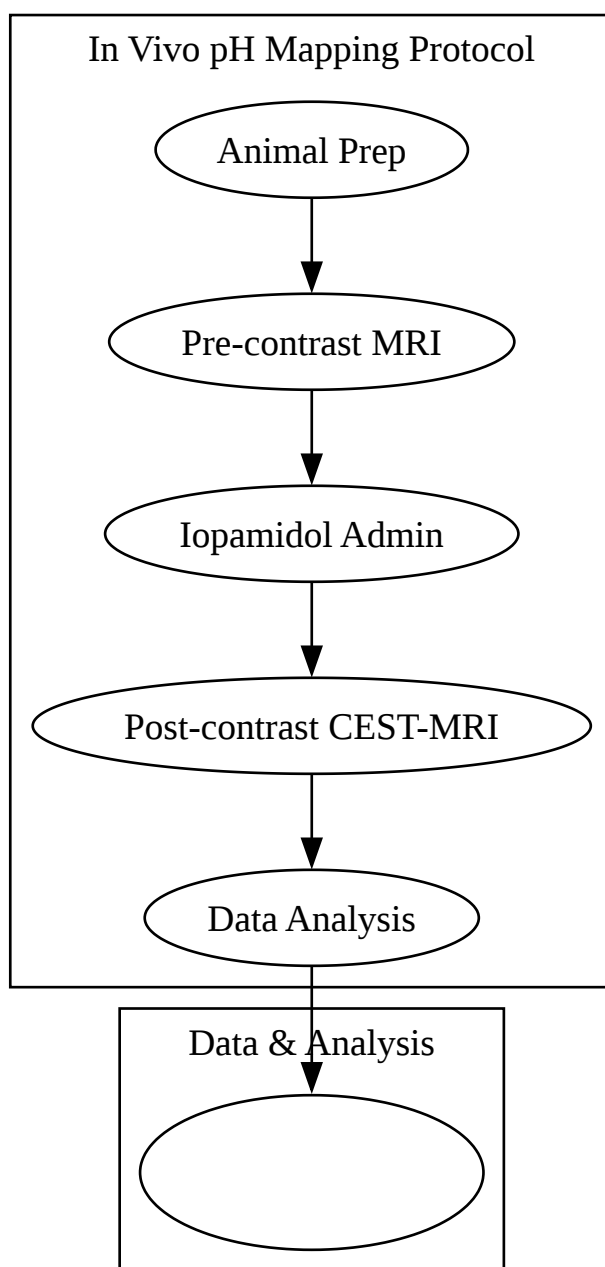 In Vivo pH Mapping Protocol
Animal Prep
Pre-contrast MRI
Iopamidol Admin
Post-contrast CEST-MRI
Data Analysis
Data & Analysis